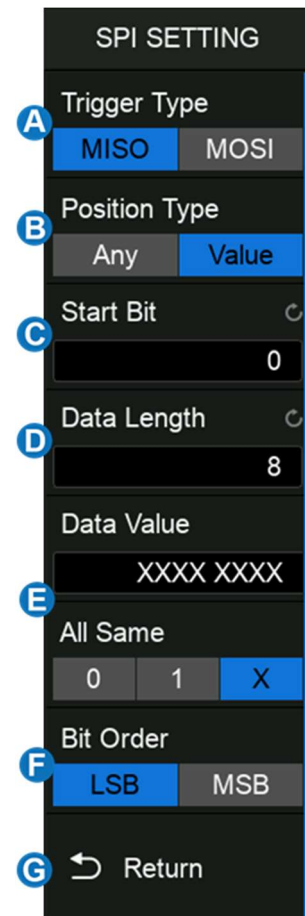 SPI SETTING
Trigger Type
A
MISO MOSI
Position Type
B
Any Value
Start Bit
C
0
Data Length
D
8
Data Value
XXXX XXXX
E
All Same
0 1 X
Bit Order
F
LSB MSB
G Return